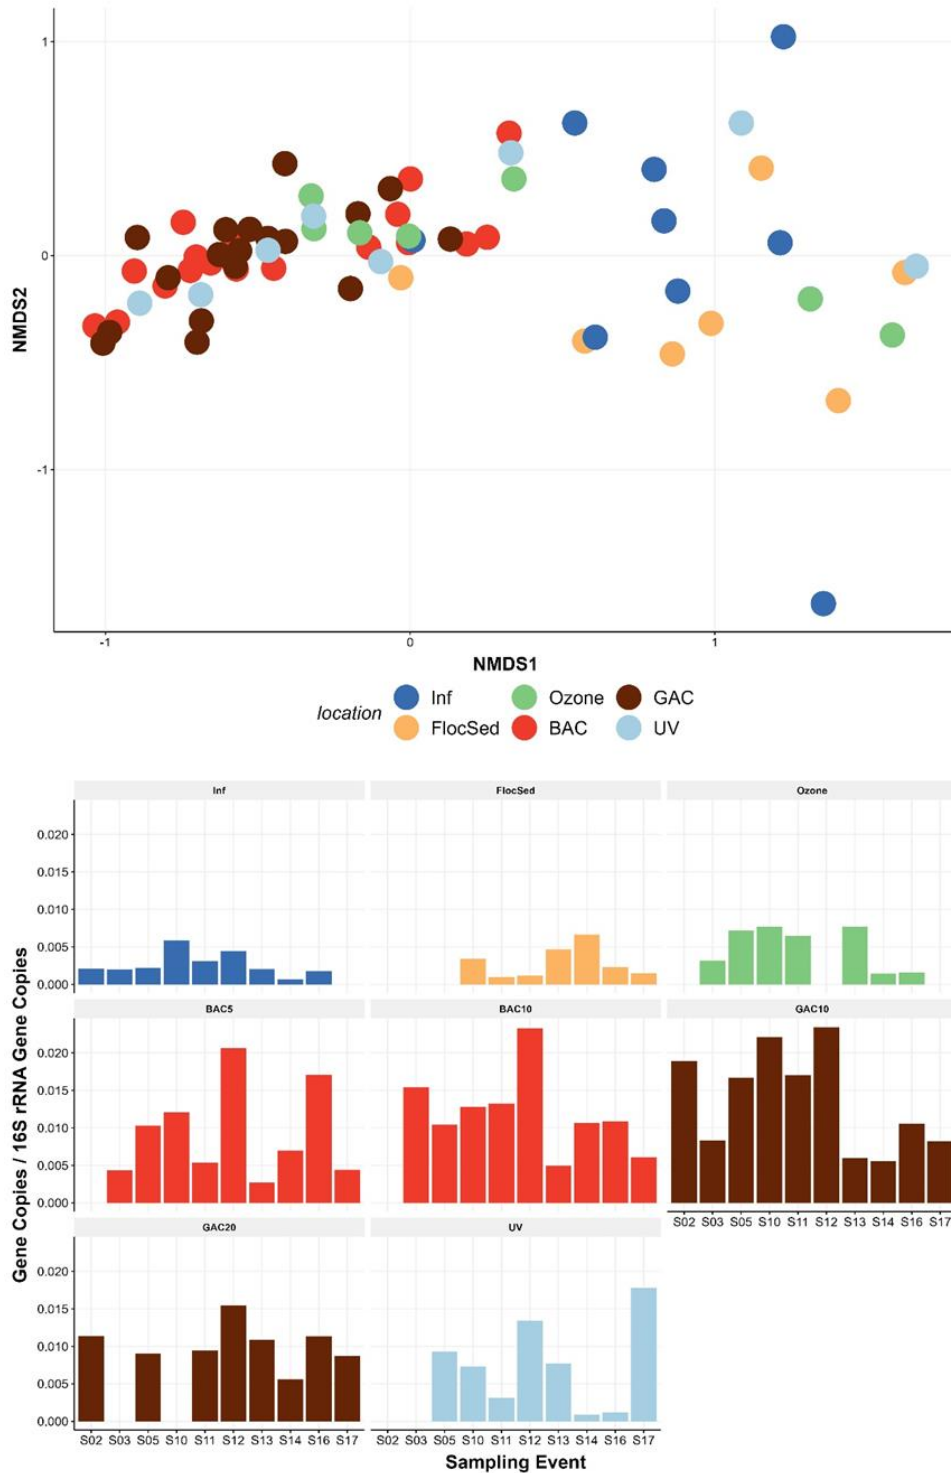 1
0
-1
NMDS2
-1
0
1
NMDS1
location
Inf
Ozone
GAC
FlocSed
BAC
UV
Inf
FlocSed
Ozone
0.020
0.015
0.010
0.005
0.000
BAC5
BAC10
GAC10
0.020
0.015
0.010
0.005
0.000
S02 S03 S05 S10 S11 S12 S13 S14 S16 S17
GAC20
UV
0.020
0.015
0.010
0.005
0.000
S02 S03 S05 S10 S11 S12 S13 S14 S16 S17
S02 S03 S05 S10 S11 S12 S13 S14 S16 S17
Gene Copies / 16S rRNA Gene Copies
Sampling Event